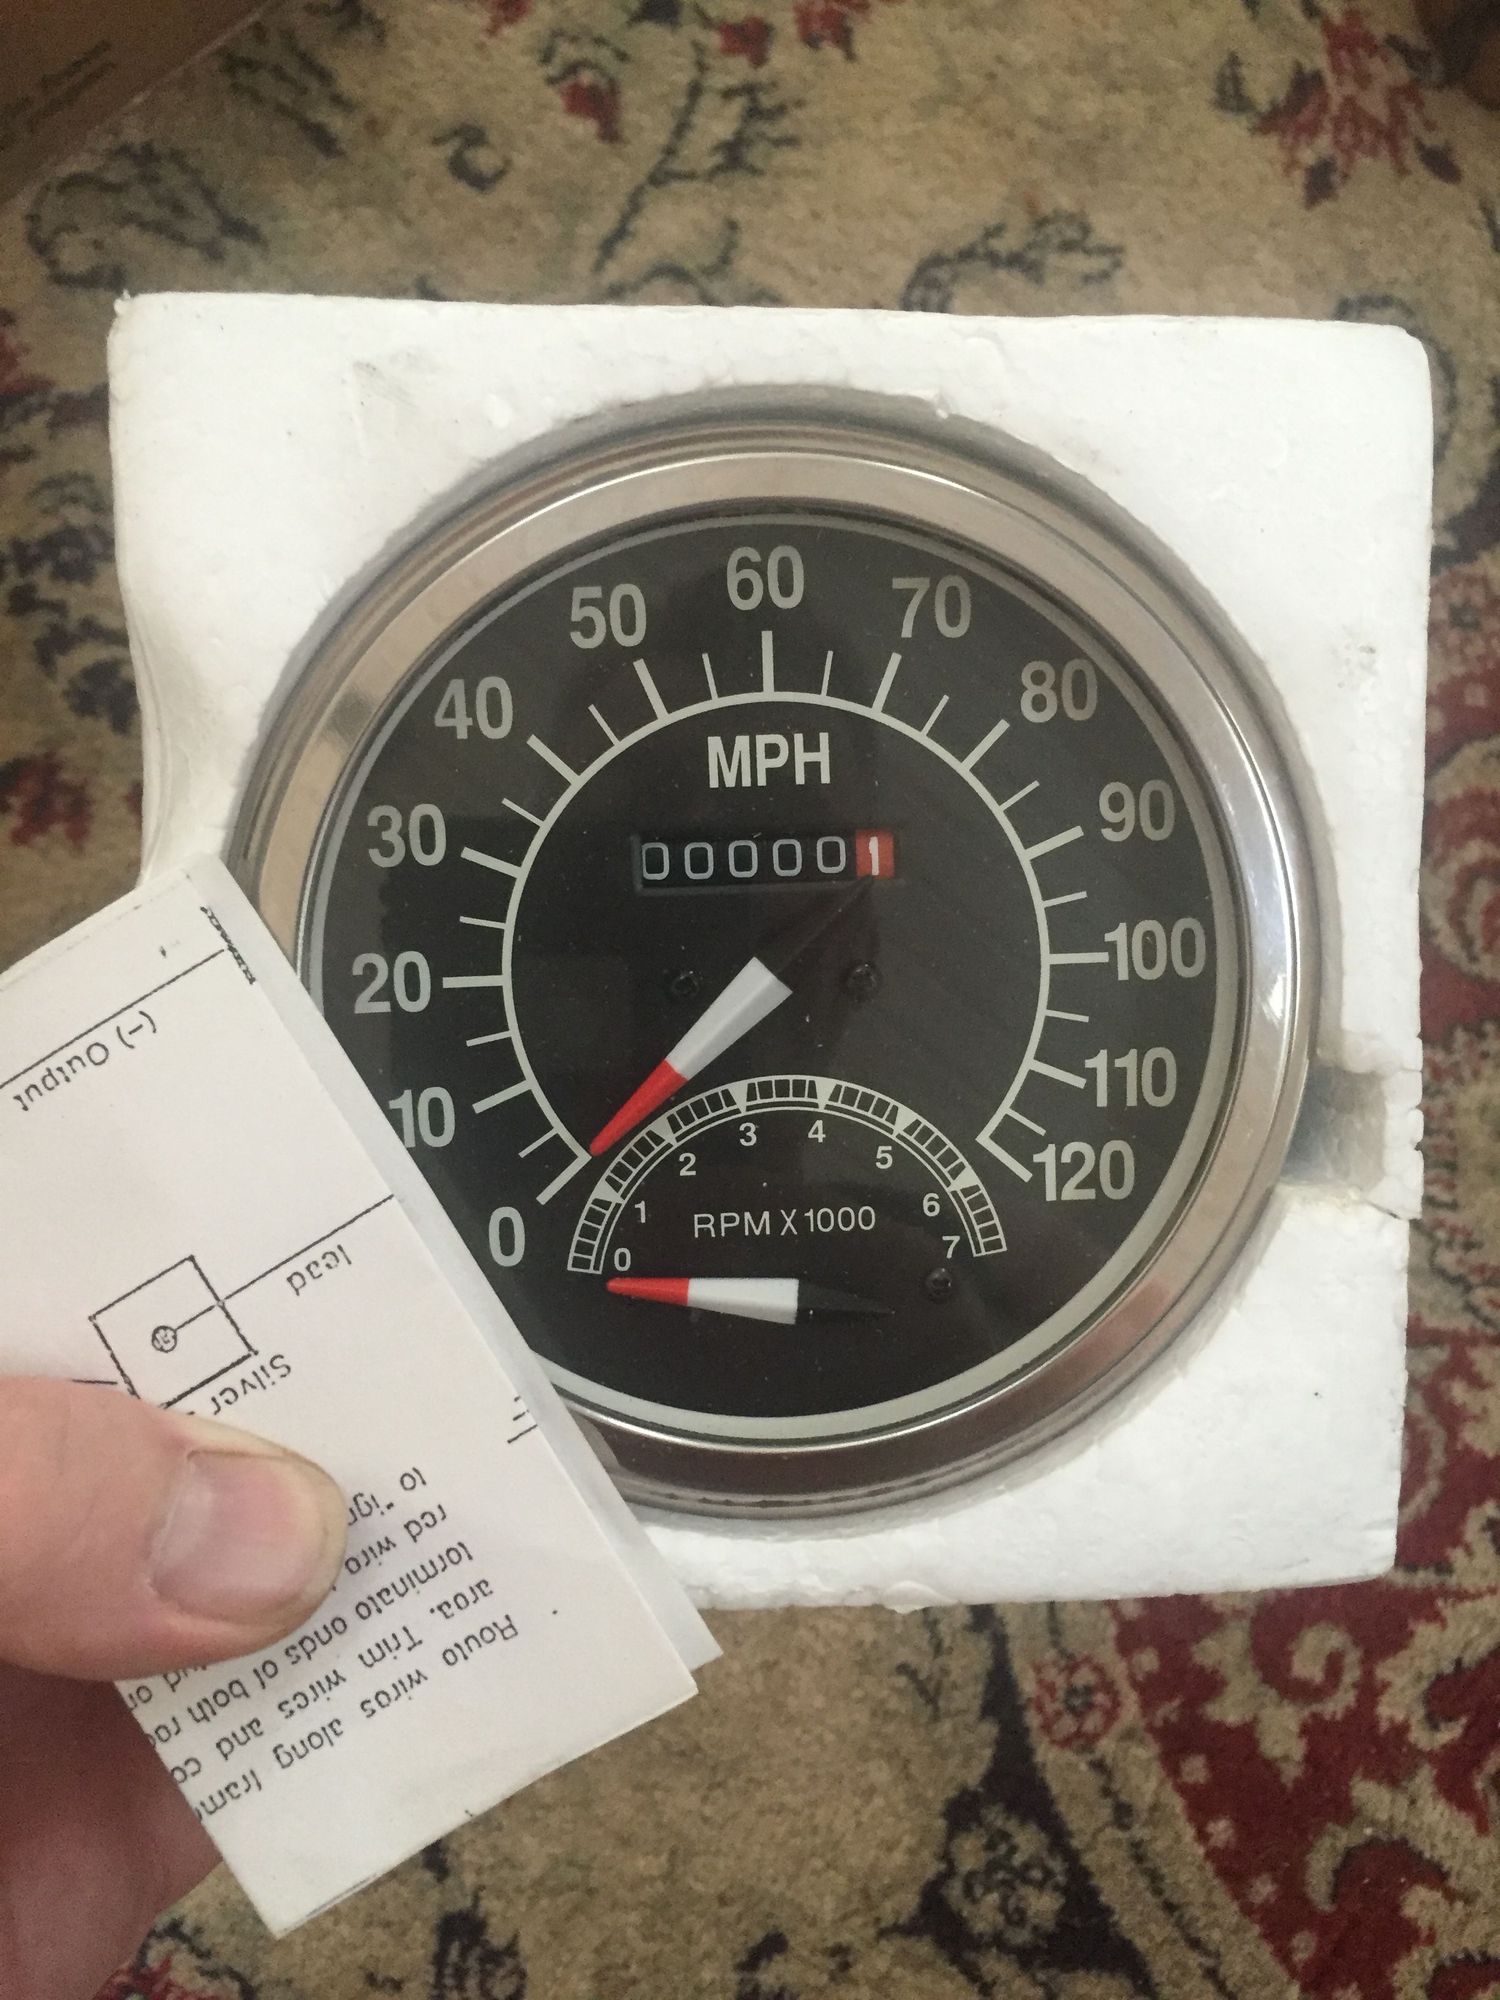 0 10 20 30 40 50 60 70 80 90 100 110 120
MPH
000001
0 1 2 3 4 5 6 7
RPM X 1000
(–) Output
lead
Silver
Route wires along
area. Trim wires and
terminate ends of both
red wire
to "ig